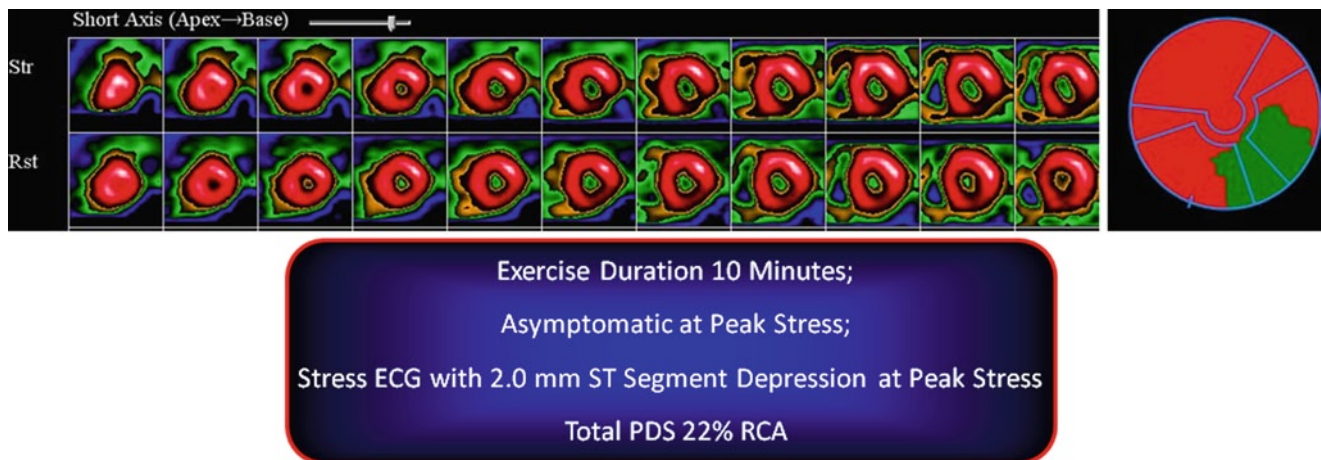 Short Axis (Apex→Base)
Str
Rst
Exercise Duration 10 Minutes;
Asymptomatic at Peak Stress;
Stress ECG with 2.0 mm ST Segment Depression at Peak Stress
Total PDS 22% RCA